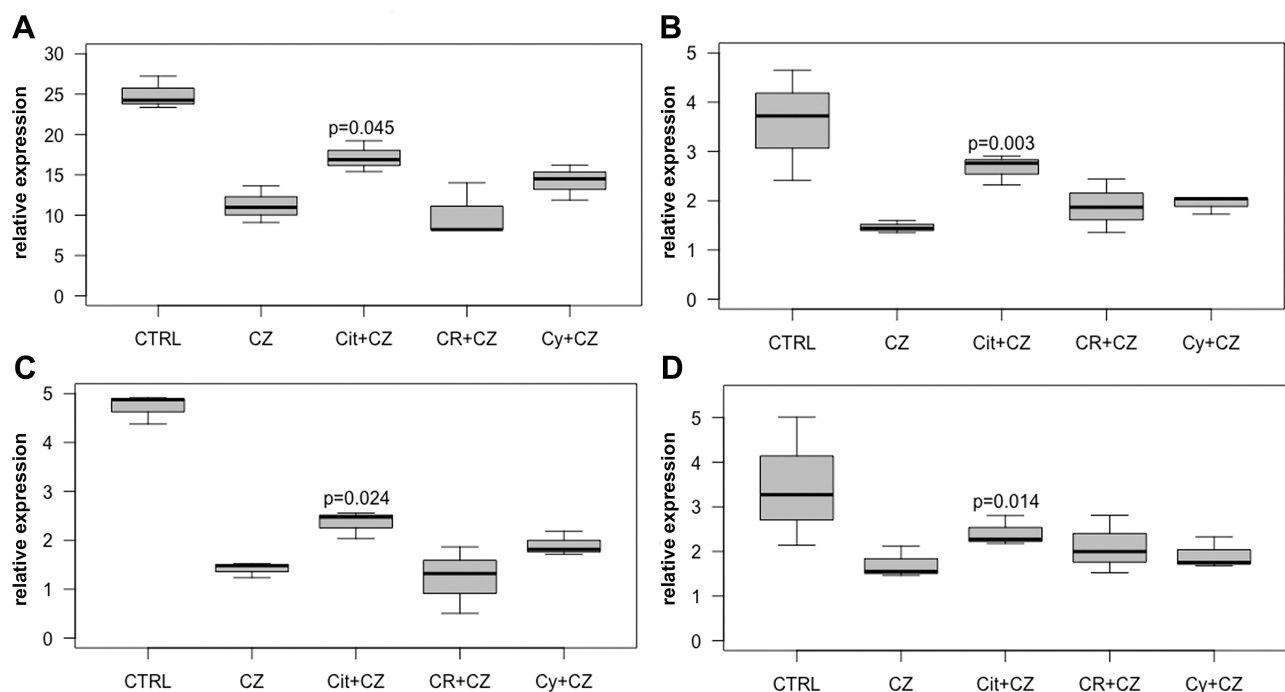 A
relative expression
30
25
20
15
10
5
0
p=0.045
CTRL CZ Cit+CZ CR+CZ Cy+CZ
B
relative expression
5
4
3
2
1
0
p=0.003
CTRL CZ Cit+CZ CR+CZ Cy+CZ
C
relative expression
5
4
3
2
1
0
p=0.024
CTRL CZ Cit+CZ CR+CZ Cy+CZ
D
relative expression
5
4
3
2
1
0
p=0.014
CTRL CZ Cit+CZ CR+CZ Cy+CZ